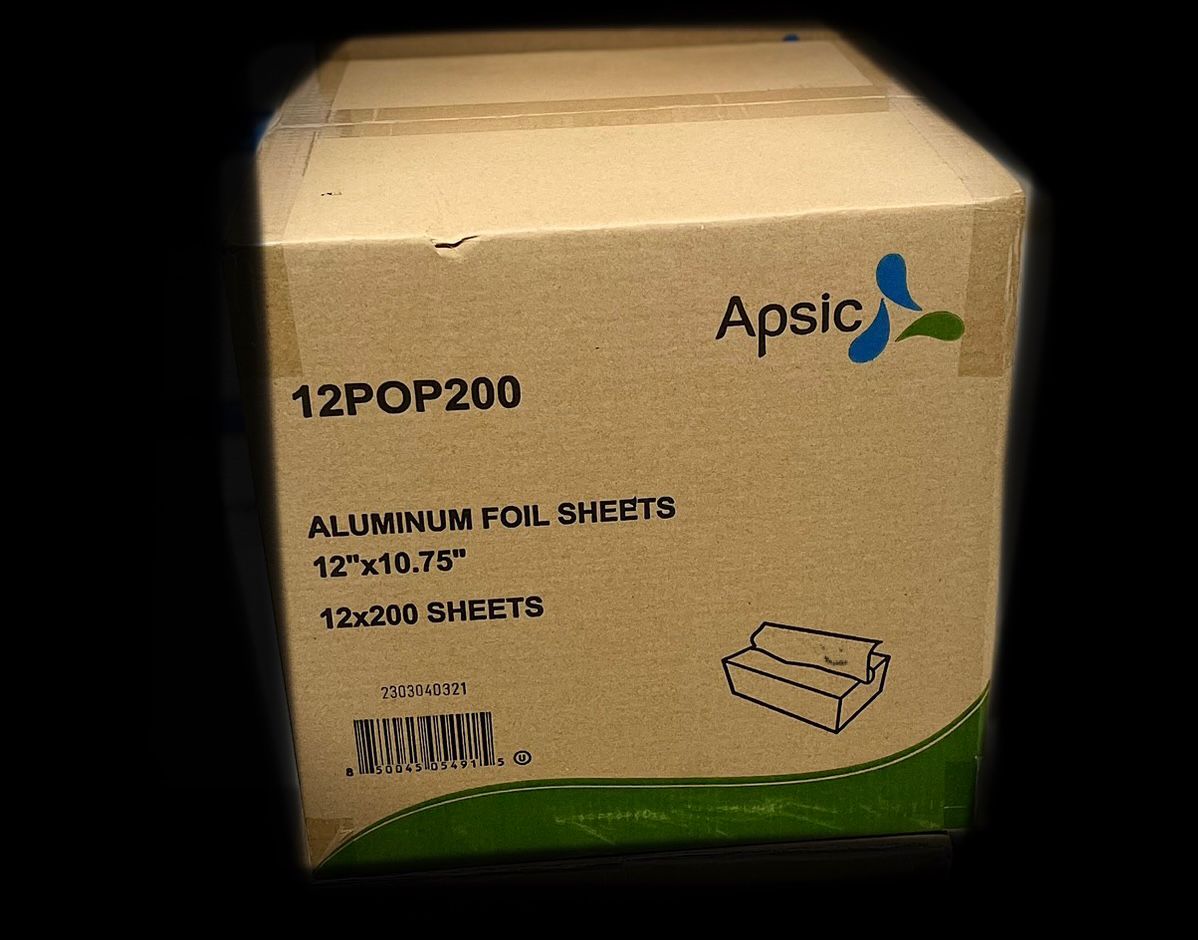 Apsic
12POP200
ALUMINUM FOIL SHEETS
12"x10.75"
12x200 SHEETS
2303040321
8 50045 05491 5 U